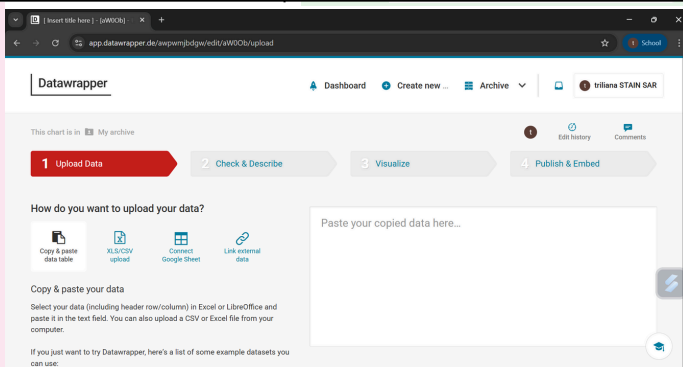 [ Insert title here ] - [aW0Ob] - 
app.datawrapper.de/awpwmjbdgw/edit/aW0Ob/upload
t School
Datawrapper
Dashboard
Create new ...
Archive
t triliana STAIN SAR
This chart is in My archive
t
Edit history
Comments
1 Upload Data
2 Check & Describe
3 Visualize
4 Publish & Embed
How do you want to upload your data?
Copy & paste
data table
XLS/CSV
upload
Connect
Google Sheet
Link external
data
Paste your copied data here...
Copy & paste your data
Select your data (including header row/column) in Excel or LibreOffice and
paste it in the text field. You can also upload a CSV or Excel file from your
computer.
If you just want to try Datawrapper, here's a list of some example datasets you
can use: